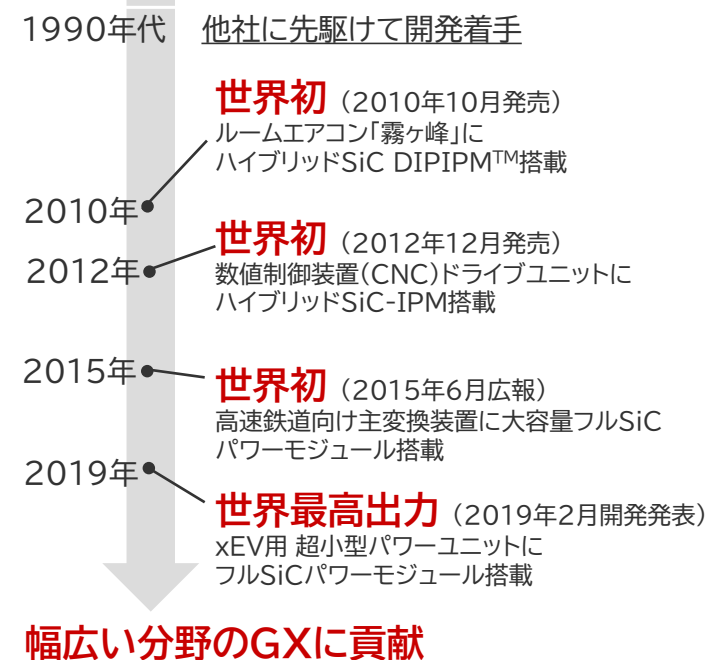 1990年代 他社に先駆けて開発着手
世界初（2010年10月発売）
ルームエアコン「霧ヶ峰」に
ハイブリッドSiC DIPIPM™搭載
2010年
世界初（2012年12月発売）
2012年
数値制御装置（CNC）ドライブユニットに
ハイブリッドSiC-IPM搭載
2015年
世界初（2015年6月広報）
高速鉄道向け主変換装置に大容量フルSiC
パワーモジュール搭載
2019年
世界最高出力（2019年2月開発発表）
xEV用 超小型パワーユニットに
フルSiCパワーモジュール搭載
幅広い分野のGXに貢献